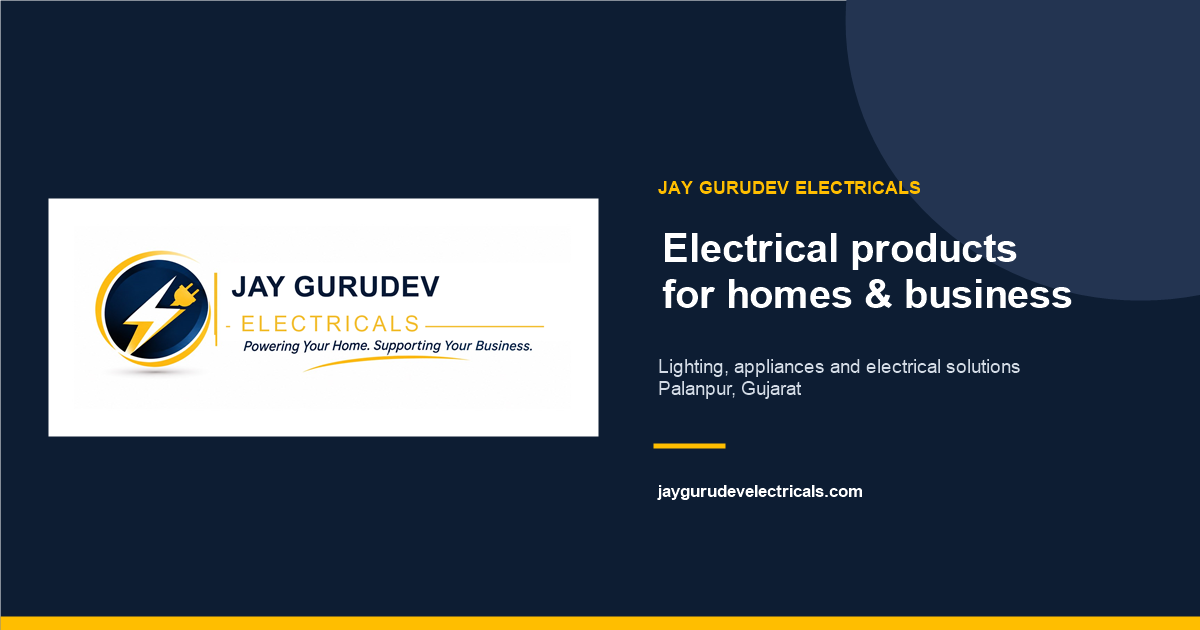 JAY GURUDEV
ELECTRICALS
Powering Your Home. Supporting Your Business.
JAY GURUDEV ELECTRICALS
Electrical products
for homes & business
Lighting, appliances and electrical solutions
Palanpur, Gujarat
jaygurudevelectricals.com